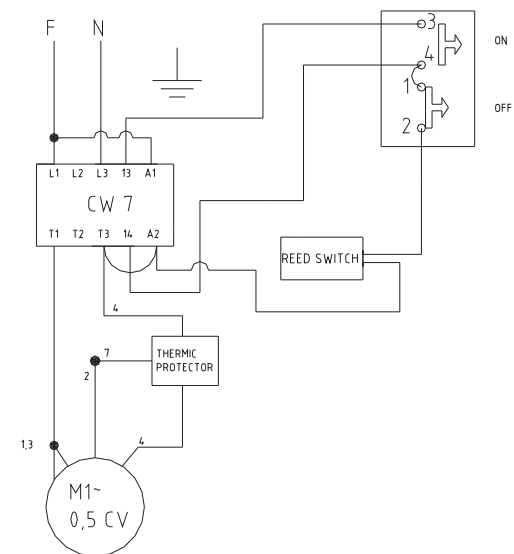 F N
3
ON
4
1
OFF
2
L1 L2 L3 13 A1
CW 7
T1 T2 T3 14 A2
REED SWITCH
4
THERMIC
PROTECTOR
7
2
1,3
4
M1~
0,5 CV